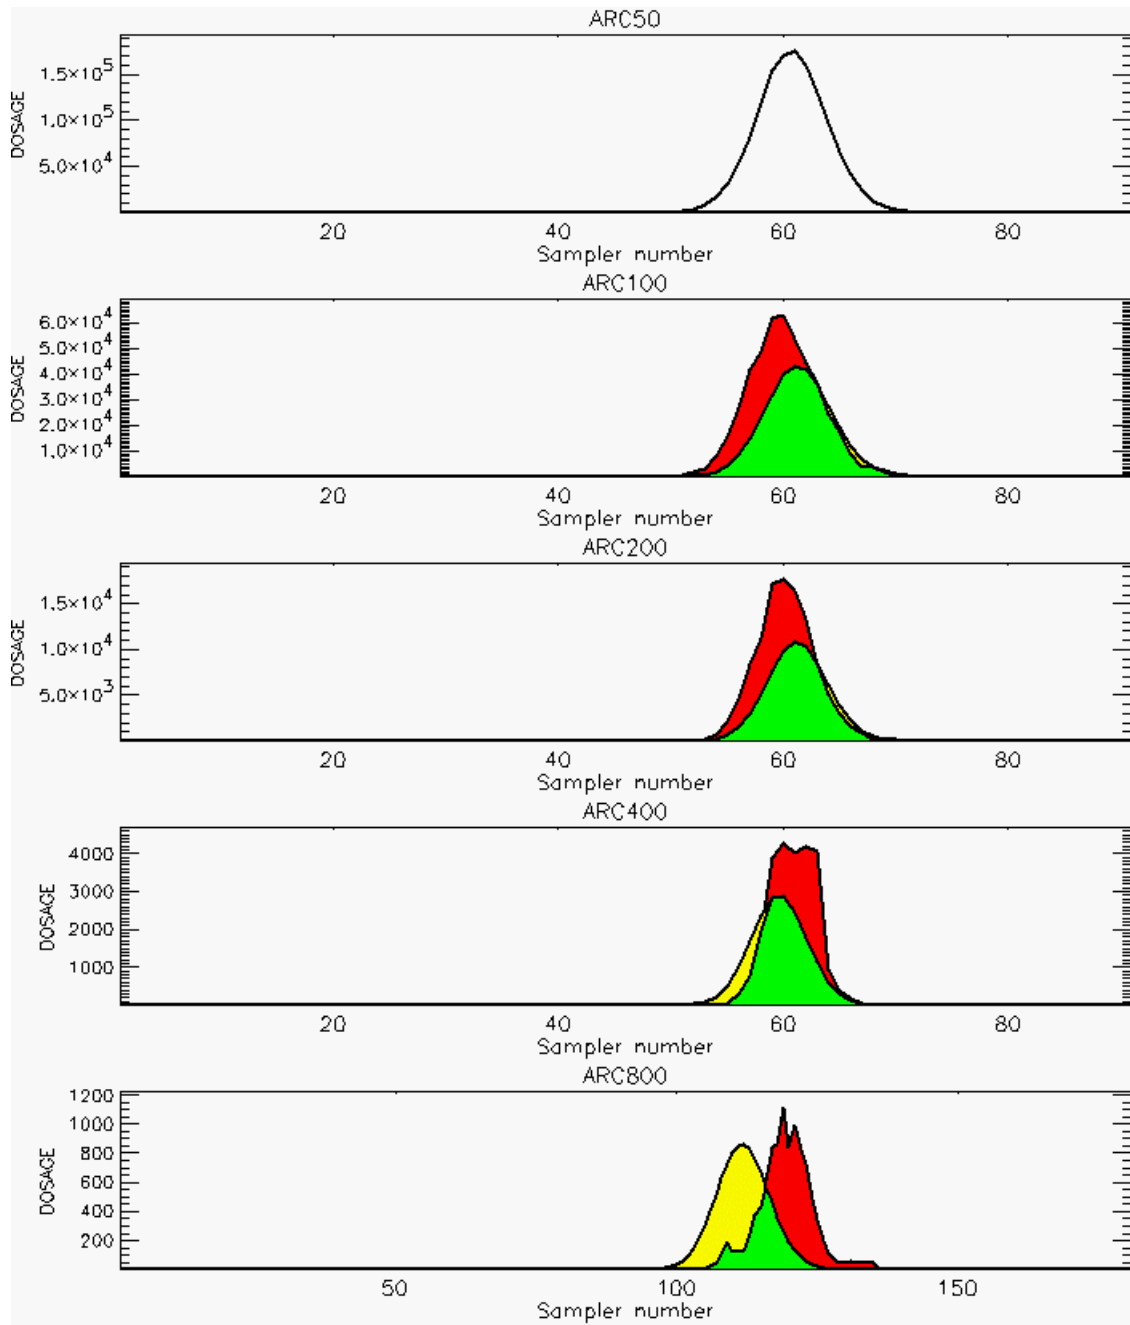 ARC50
1.5×10⁵
1.0×10⁵
5.0×10⁴
DOSAGE
20 40 60 80
Sampler number
ARC100
6.0×10⁴
5.0×10⁴
4.0×10⁴
3.0×10⁴
2.0×10⁴
1.0×10⁴
DOSAGE
20 40 60 80
Sampler number
ARC200
1.5×10⁴
1.0×10⁴
5.0×10³
DOSAGE
20 40 60 80
Sampler number
ARC400
4000
3000
2000
1000
DOSAGE
20 40 60 80
Sampler number
ARC800
1200
1000
800
600
400
200
DOSAGE
50 100 150
Sampler number